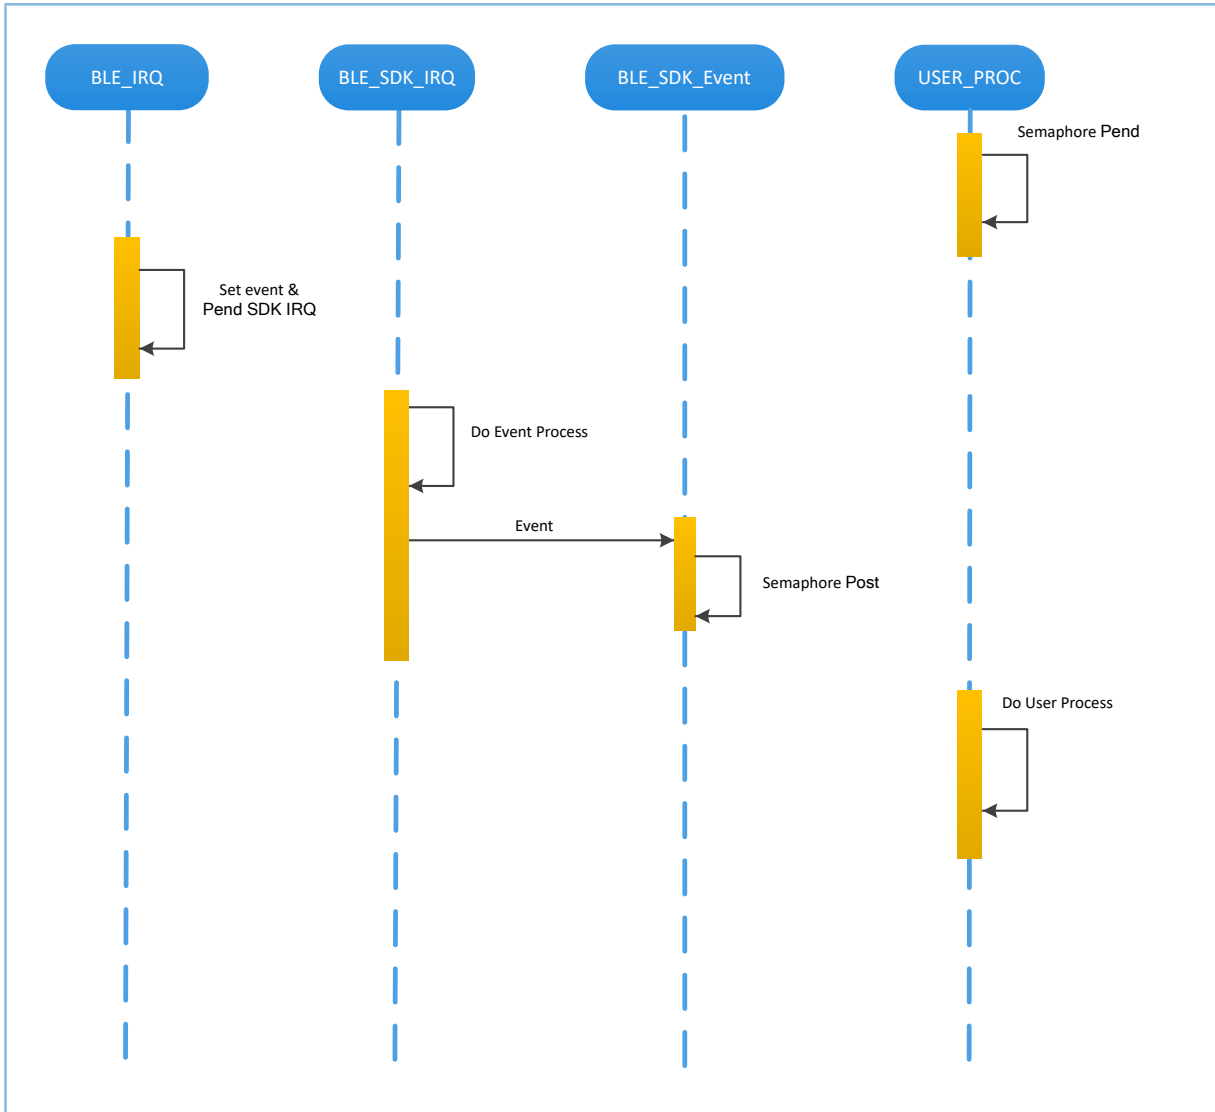 BLE_IRQ
BLE_SDK_IRQ
BLE_SDK_Event
USER_PROC
Semaphore Pend
Set event &
Pend SDK IRQ
Do Event Process
Event
Semaphore Post
Do User Process